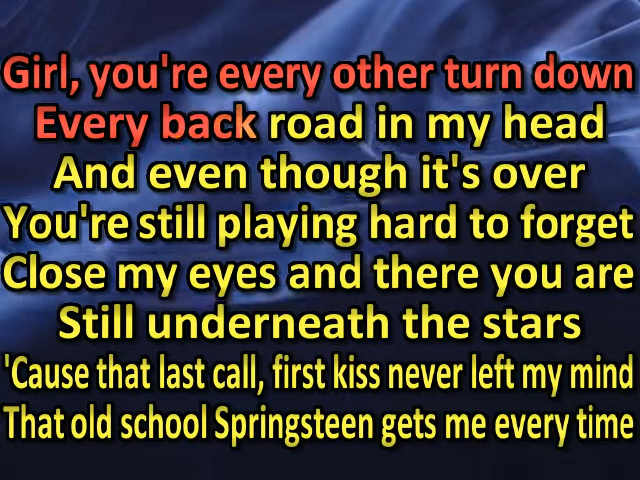 Girl, you're every other turn down
Every back road in my head
And even though it's over
You're still playing hard to forget
Close my eyes and there you are
Still underneath the stars
'Cause that last call, first kiss never left my mind
That old school Springsteen gets me every time